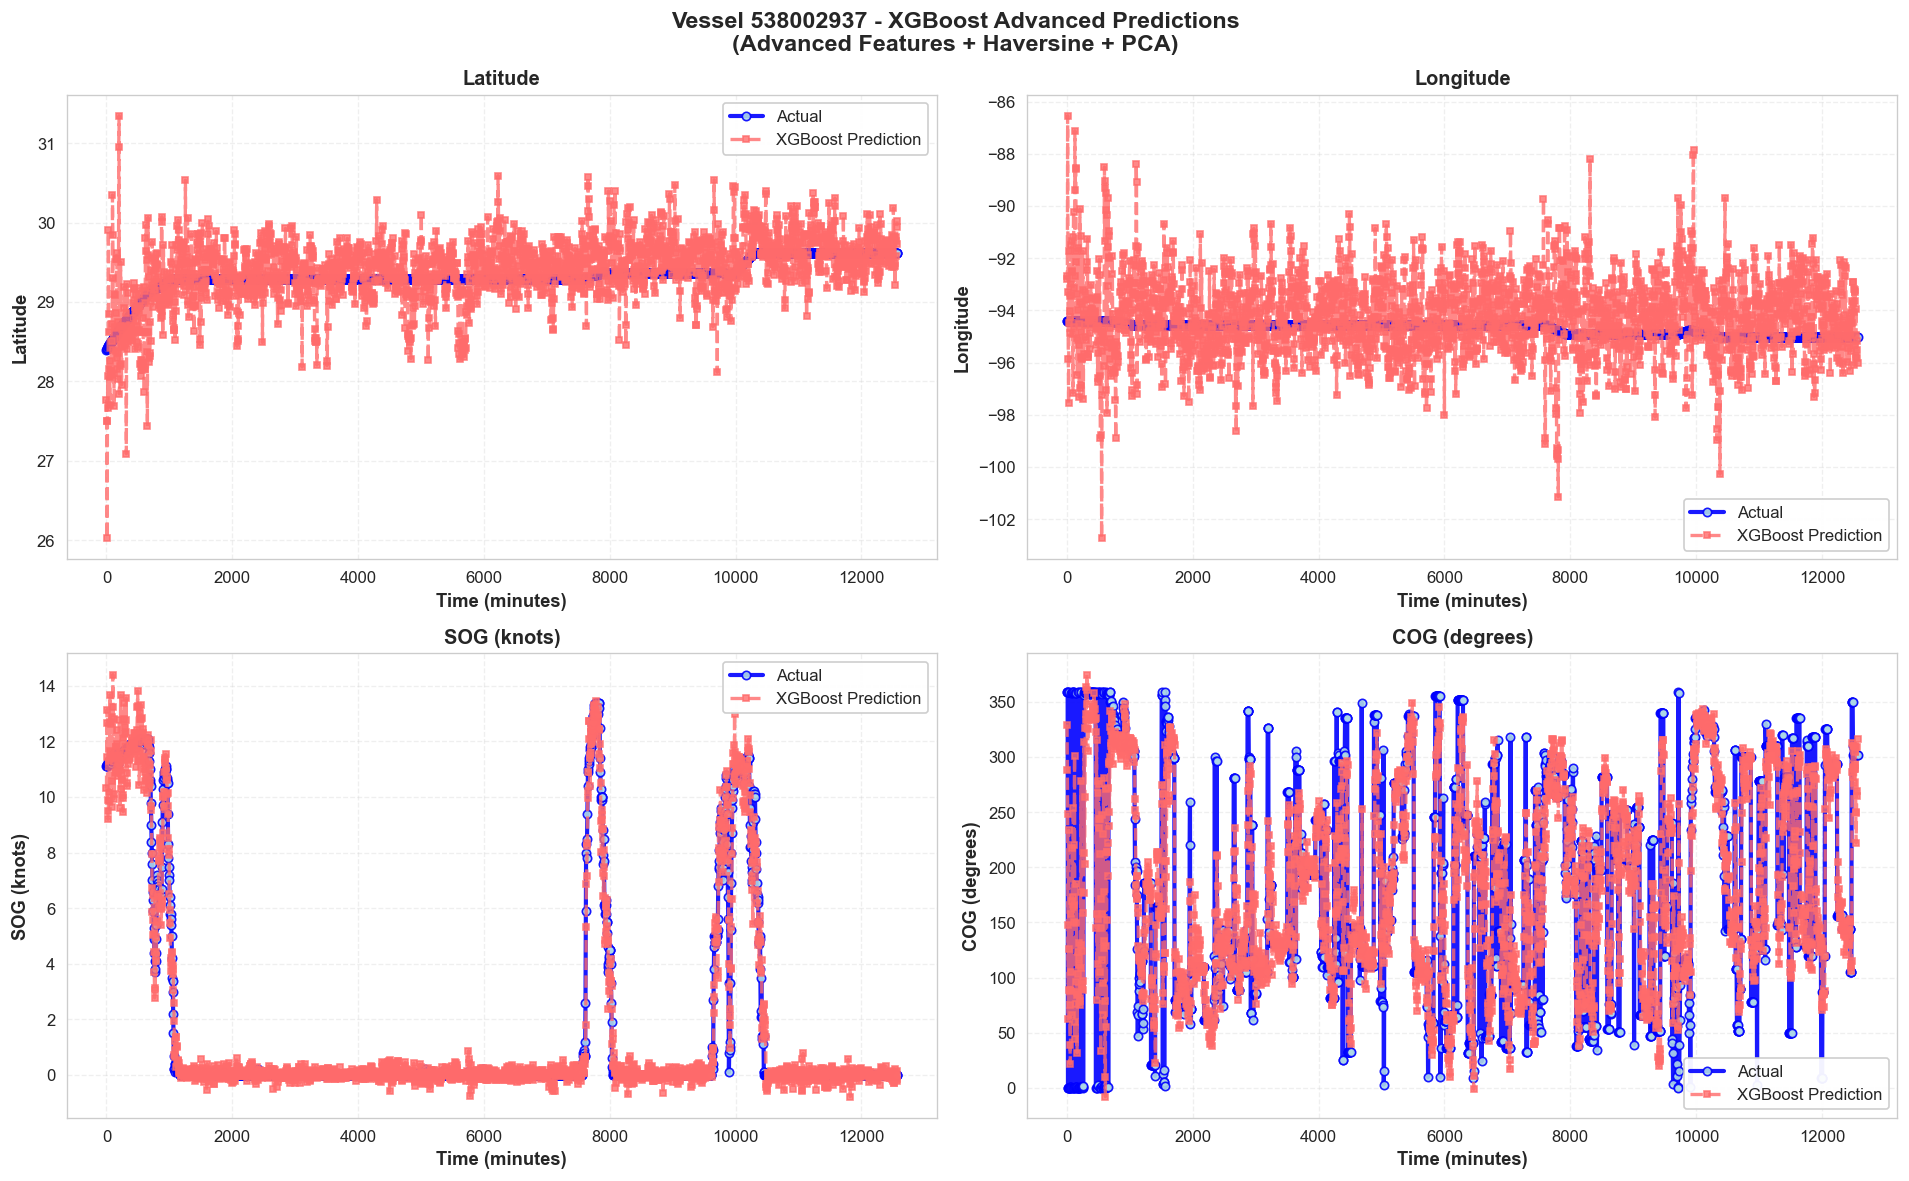 Vessel 538002937 - XGBoost Advanced Predictions
(Advanced Features + Haversine + PCA)
Latitude
Actual
XGBoost Prediction
31
30
29
28
27
26
Latitude
0 2000 4000 6000 8000 10000 12000
Time (minutes)
Longitude
−86
−88
−90
−92
−94
−96
−98
−100
−102
Longitude
Actual
XGBoost Prediction
0 2000 4000 6000 8000 10000 12000
Time (minutes)
SOG (knots)
Actual
XGBoost Prediction
14
12
10
8
6
4
2
0
SOG (knots)
0 2000 4000 6000 8000 10000 12000
Time (minutes)
COG (degrees)
350
300
250
200
150
100
50
0
COG (degrees)
Actual
XGBoost Prediction
0 2000 4000 6000 8000 10000 12000
Time (minutes)